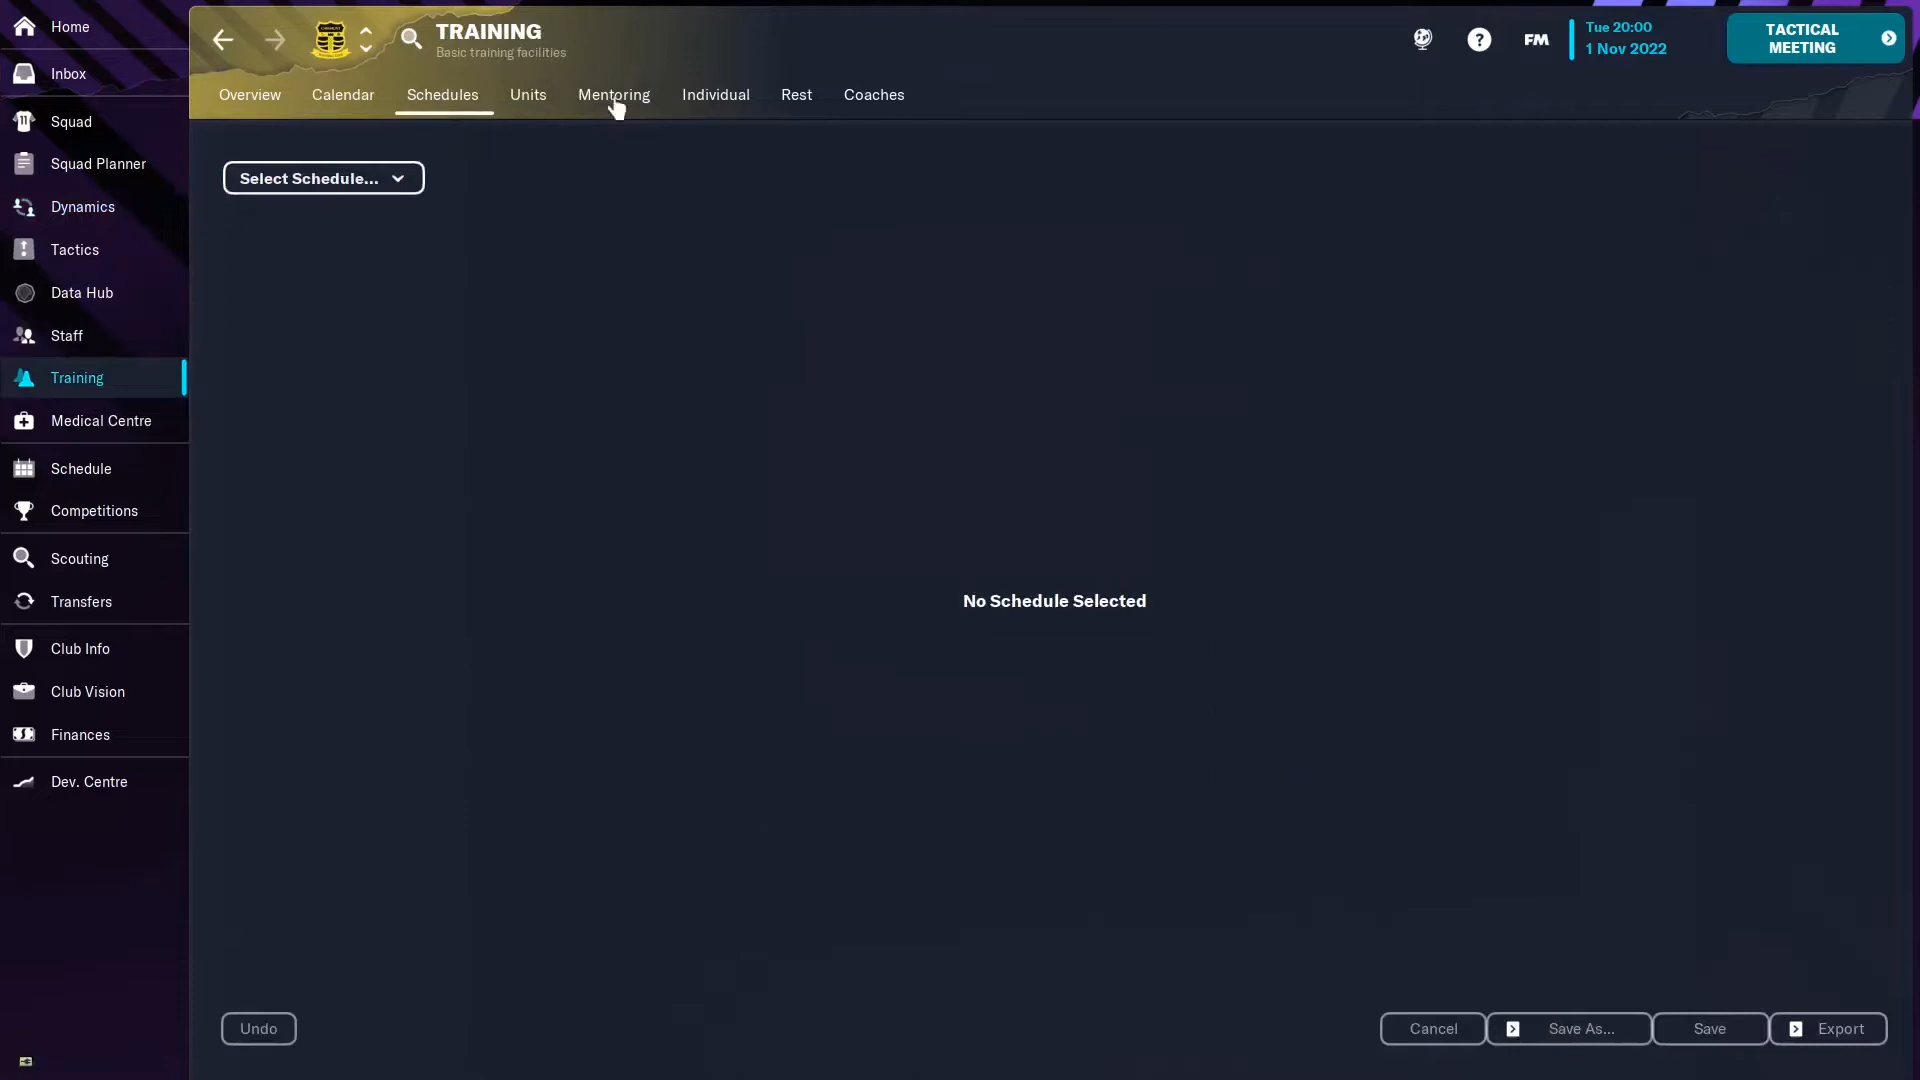 Home
Inbox
Squad
Squad Planner
Dynamics
Tactics
Data Hub
Staff
Training
Medical Centre
Schedule
Competitions
Scouting
Transfers
Club Info
Club Vision
Finances
Dev. Centre
TRAINING
Basic training facilities
FM
Tue 20:00
1 Nov 2022
TACTICAL
MEETING
Overview Calendar Schedules Units Mentoring Individual Rest Coaches
Select Schedule...
No Schedule Selected
Undo
Cancel Save As... Save Export